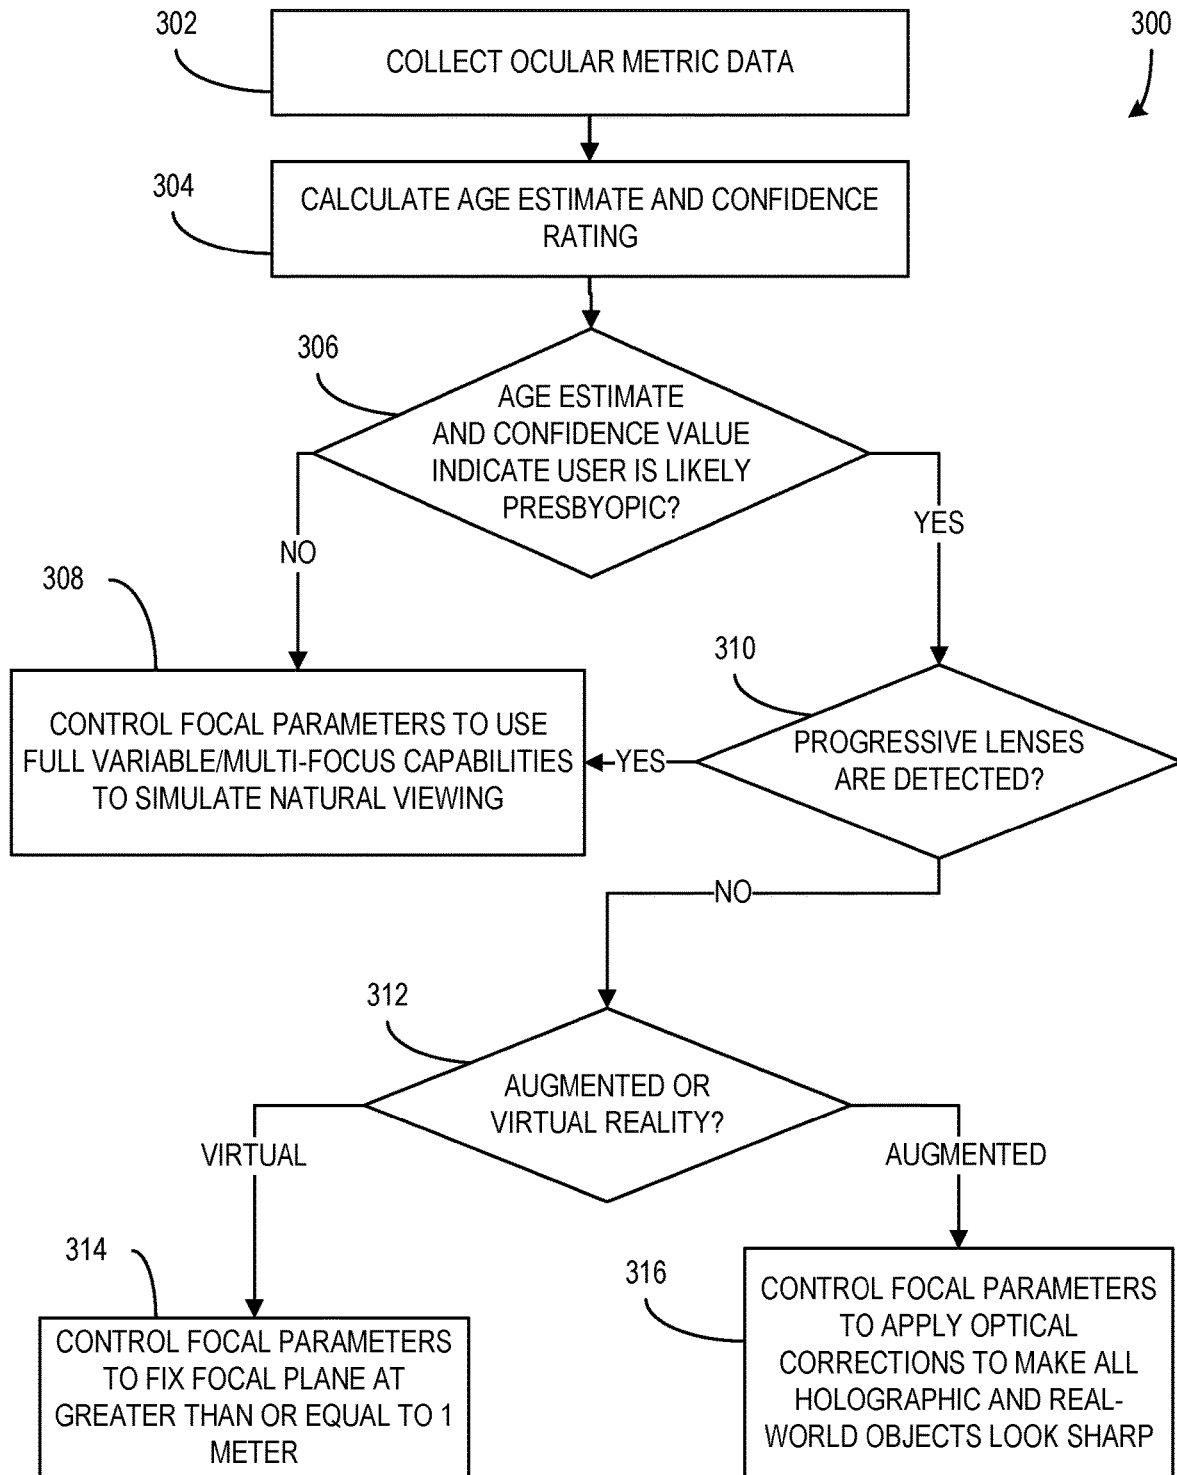 302
300
COLLECT OCULAR METRIC DATA
304
CALCULATE AGE ESTIMATE AND CONFIDENCE
RATING
306
AGE ESTIMATE
AND CONFIDENCE VALUE
INDICATE USER IS LIKELY
PRESBYOPIC?
NO
YES
308
310
CONTROL FOCAL PARAMETERS TO USE
FULL VARIABLE/MULTI-FOCUS CAPABILITIES
TO SIMULATE NATURAL VIEWING
YES
PROGRESSIVE LENSES
ARE DETECTED?
NO
312
AUGMENTED OR
VIRTUAL REALITY?
VIRTUAL
AUGMENTED
314
316
CONTROL FOCAL PARAMETERS
TO FIX FOCAL PLANE AT
GREATER THAN OR EQUAL TO 1
METER
CONTROL FOCAL PARAMETERS
TO APPLY OPTICAL
CORRECTIONS TO MAKE ALL
HOLOGRAPHIC AND REAL-
WORLD OBJECTS LOOK SHARP